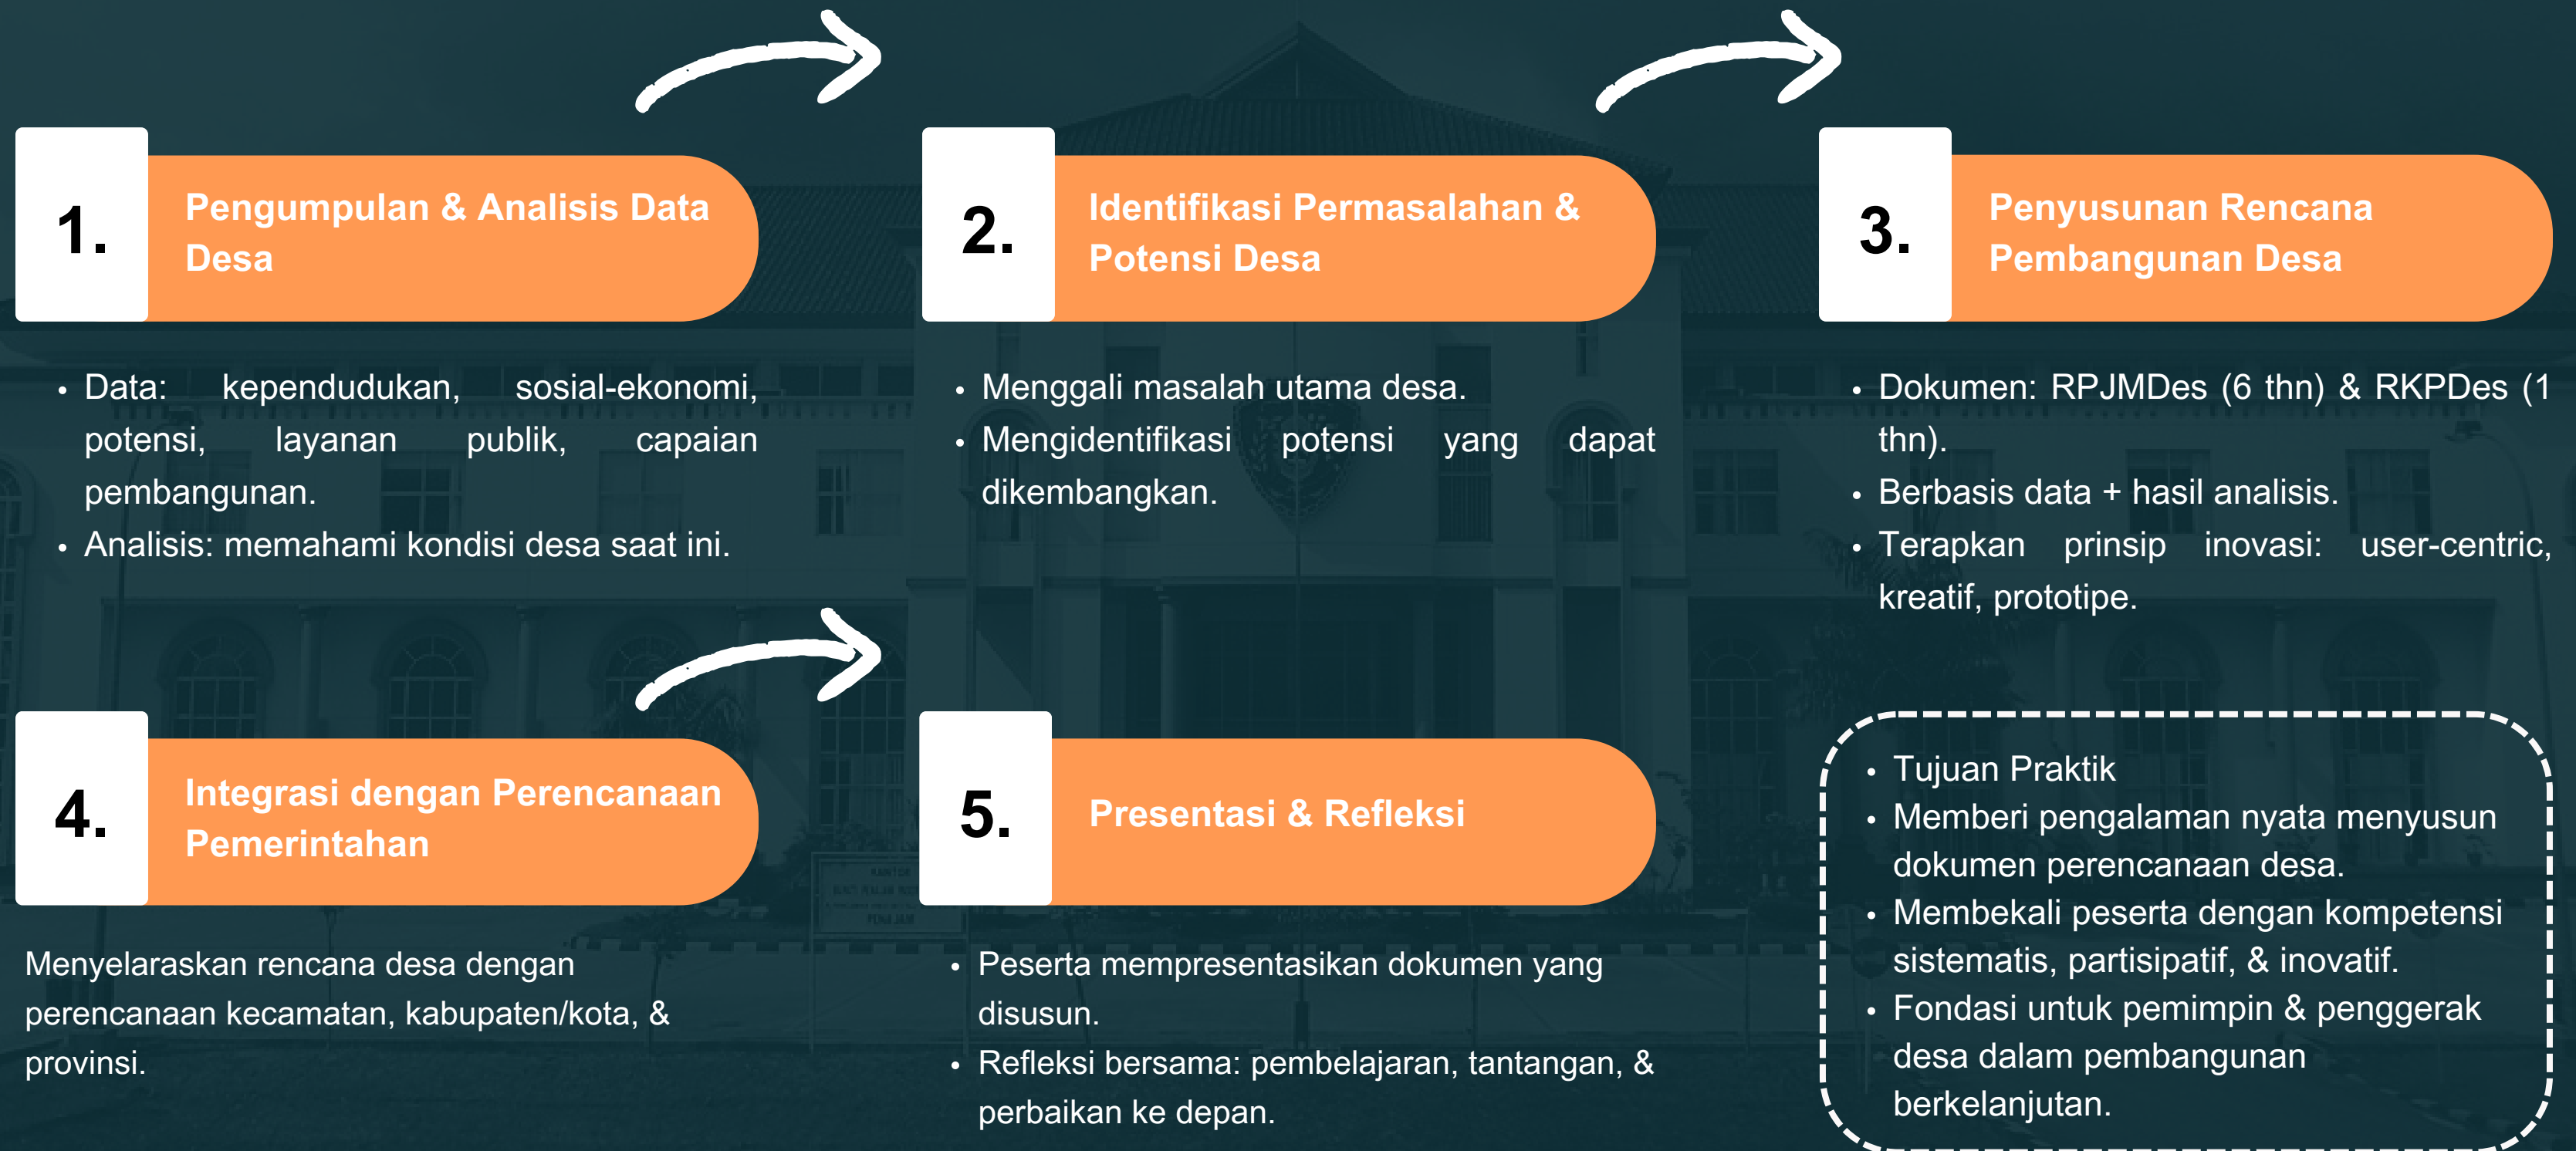 1.
Pengumpulan & Analisis Data
Desa
• Data: kependudukan, sosial-ekonomi,
potensi, layanan publik, capaian
pembangunan.
• Analisis: memahami kondisi desa saat ini.
2.
Identifikasi Permasalahan &
Potensi Desa
• Menggali masalah utama desa.
• Mengidentifikasi potensi yang dapat
dikembangkan.
3.
Penyusunan Rencana
Pembangunan Desa
• Dokumen: RPJMDes (6 thn) & RKPDes (1
thn).
• Berbasis data + hasil analisis.
• Terapkan prinsip inovasi: user-centric,
kreatif, prototipe.
4.
Integrasi dengan Perencanaan
Pemerintahan
Menyelaraskan rencana desa dengan
perencanaan kecamatan, kabupaten/kota, &
provinsi.
5.
Presentasi & Refleksi
• Peserta mempresentasikan dokumen yang
disusun.
• Refleksi bersama: pembelajaran, tantangan, &
perbaikan ke depan.
• Tujuan Praktik
• Memberi pengalaman nyata menyusun
dokumen perencanaan desa.
• Membekali peserta dengan kompetensi
sistematis, partisipatif, & inovatif.
• Fondasi untuk pemimpin & penggerak
desa dalam pembangunan
berkelanjutan.
KANTOR
PENAJAM